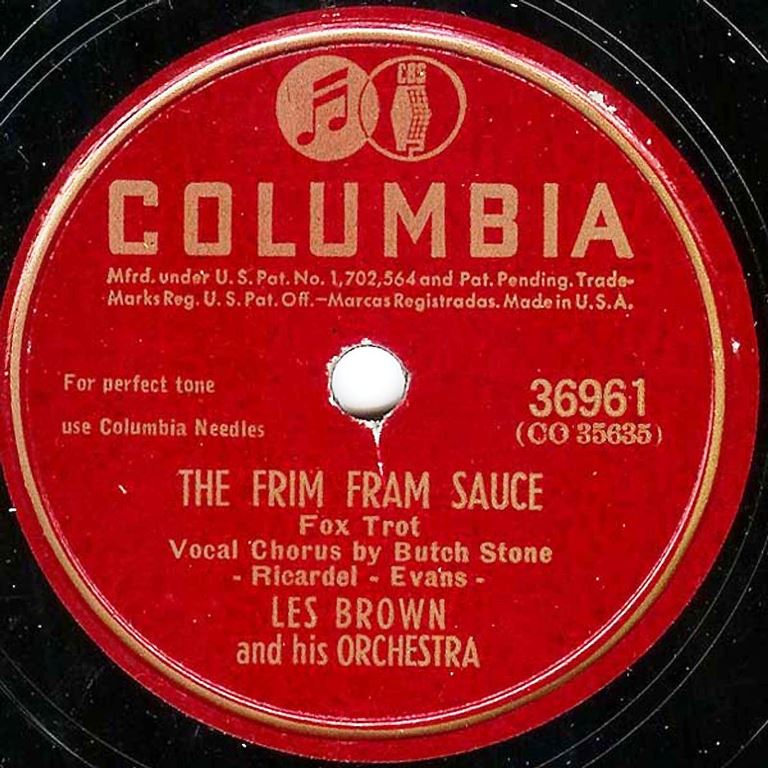 CBS
COLUMBIA
Mfrd. under U. S. Pat. No. 1,702,564 and Pat. Pending. Trade-
Marks Reg. U. S. Pat. Off.—Marcas Registradas. Made in U. S. A.
For perfect tone
use Columbia Needles
36961
(CO 35635)
THE FRIM FRAM SAUCE
Fox Trot
Vocal Chorus by Butch Stone
- Ricardel - Evans -
LES BROWN
and his ORCHESTRA